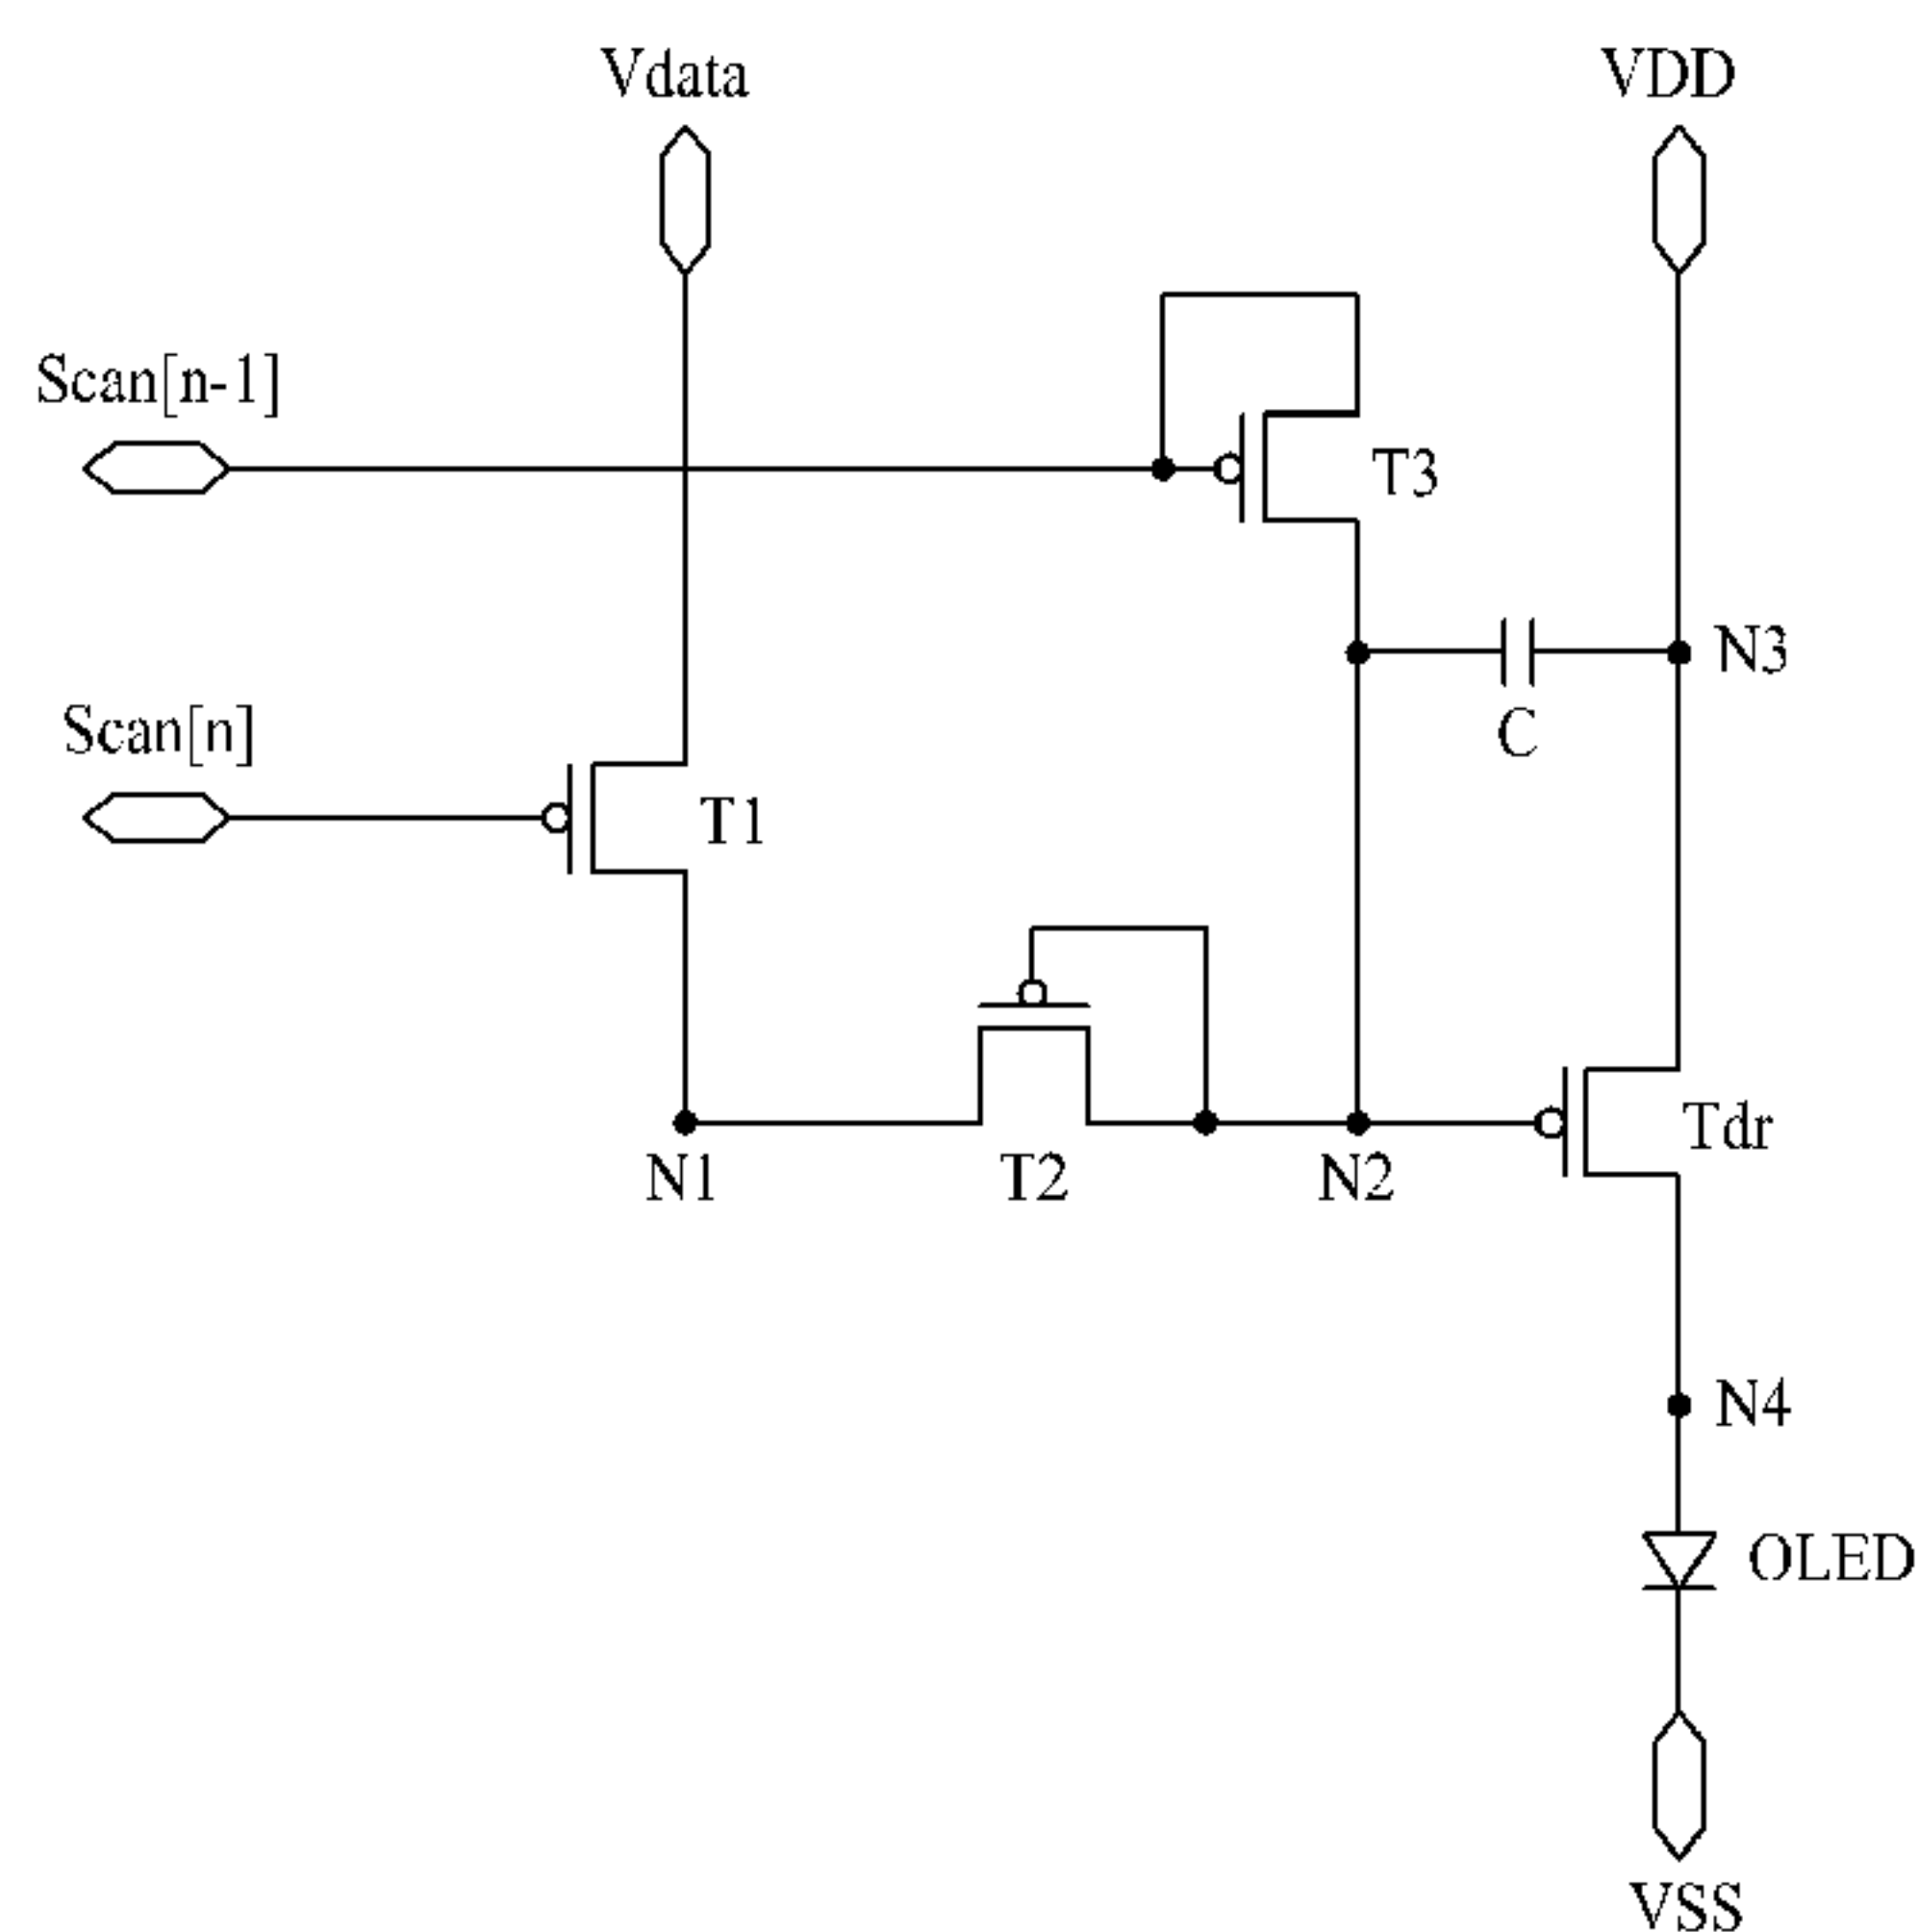 Vdata
VDD
Scan[n-1]
T3
N3
C
Scan[n]
T1
Tdr
N1
T2
N2
N4
OLED
VSS